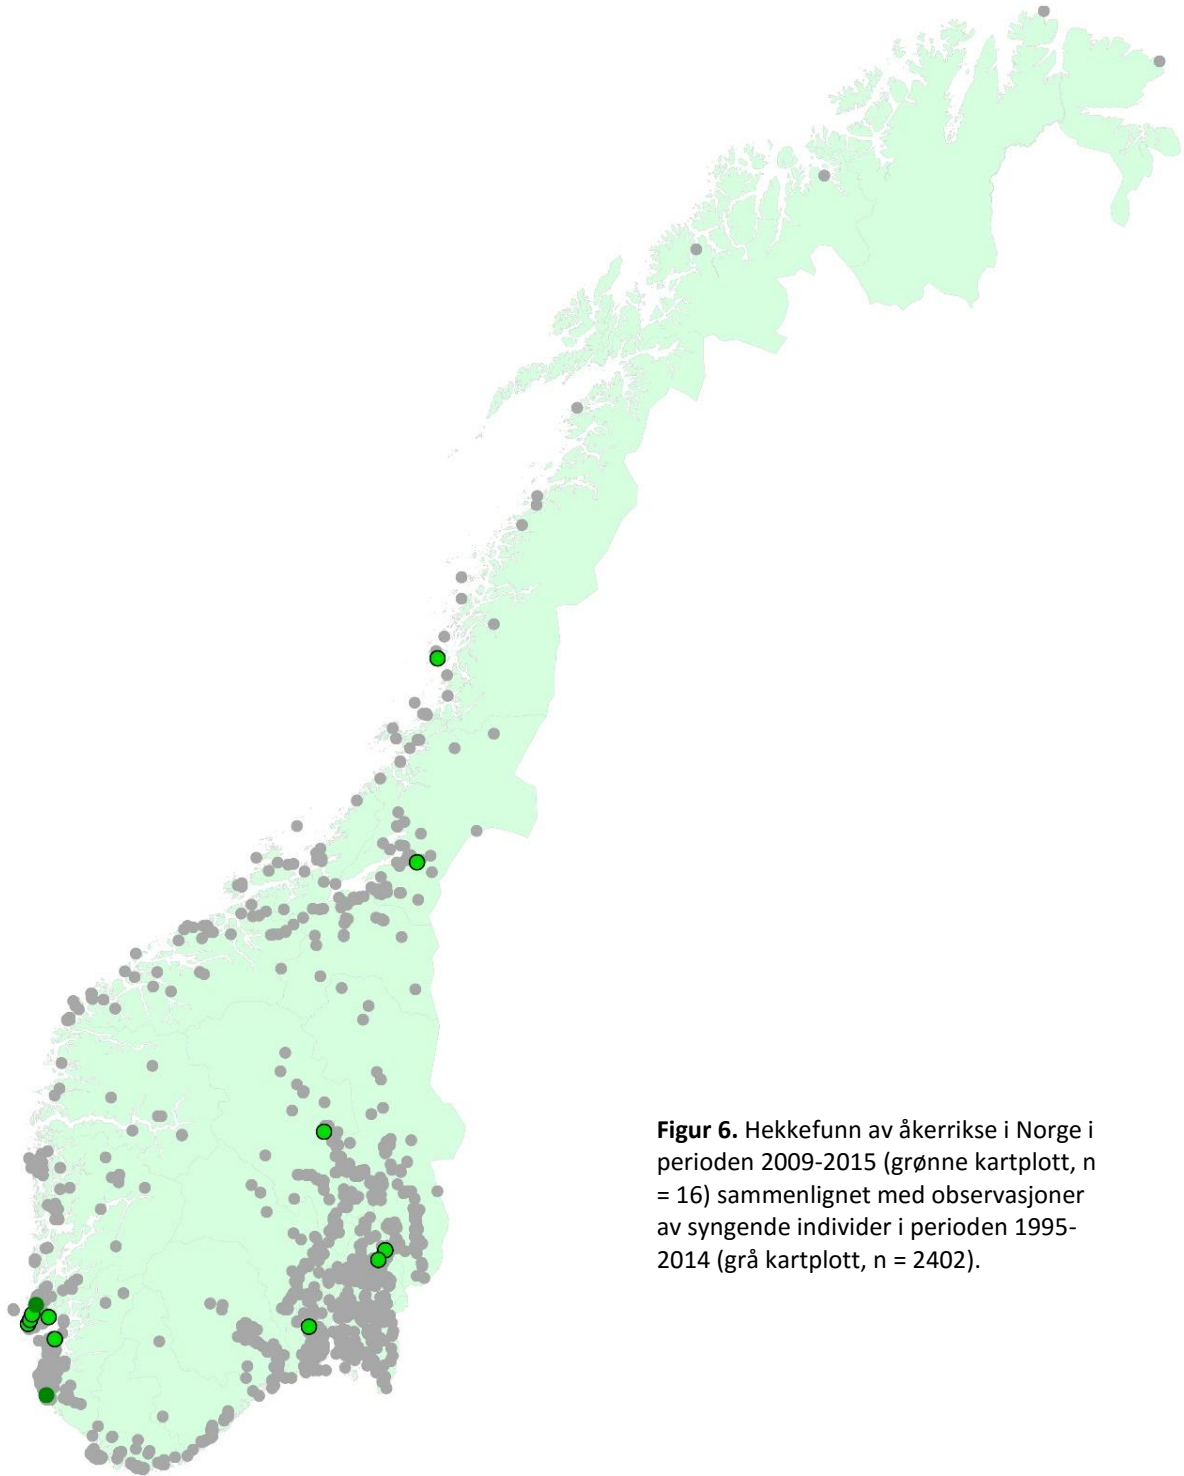 Figur 6. Hekkefunn av åkerrikse i Norge i
perioden 2009-2015 (grønne kartplott, n
= 16) sammenlignet med observasjoner
av syngende individer i perioden 1995-
2014 (grå kartplott, n = 2402).